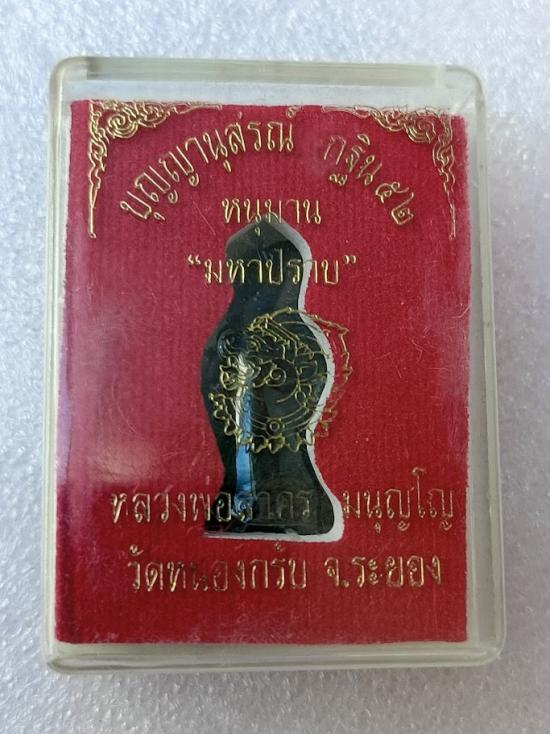 บุญญานุสรณ์ กฐิน ๕๒
หนุมาน
“มหาปราบ”
หลวงพ่อสาคร มนุญฺโญ
วัดหนองกรับ จ.ระยอง